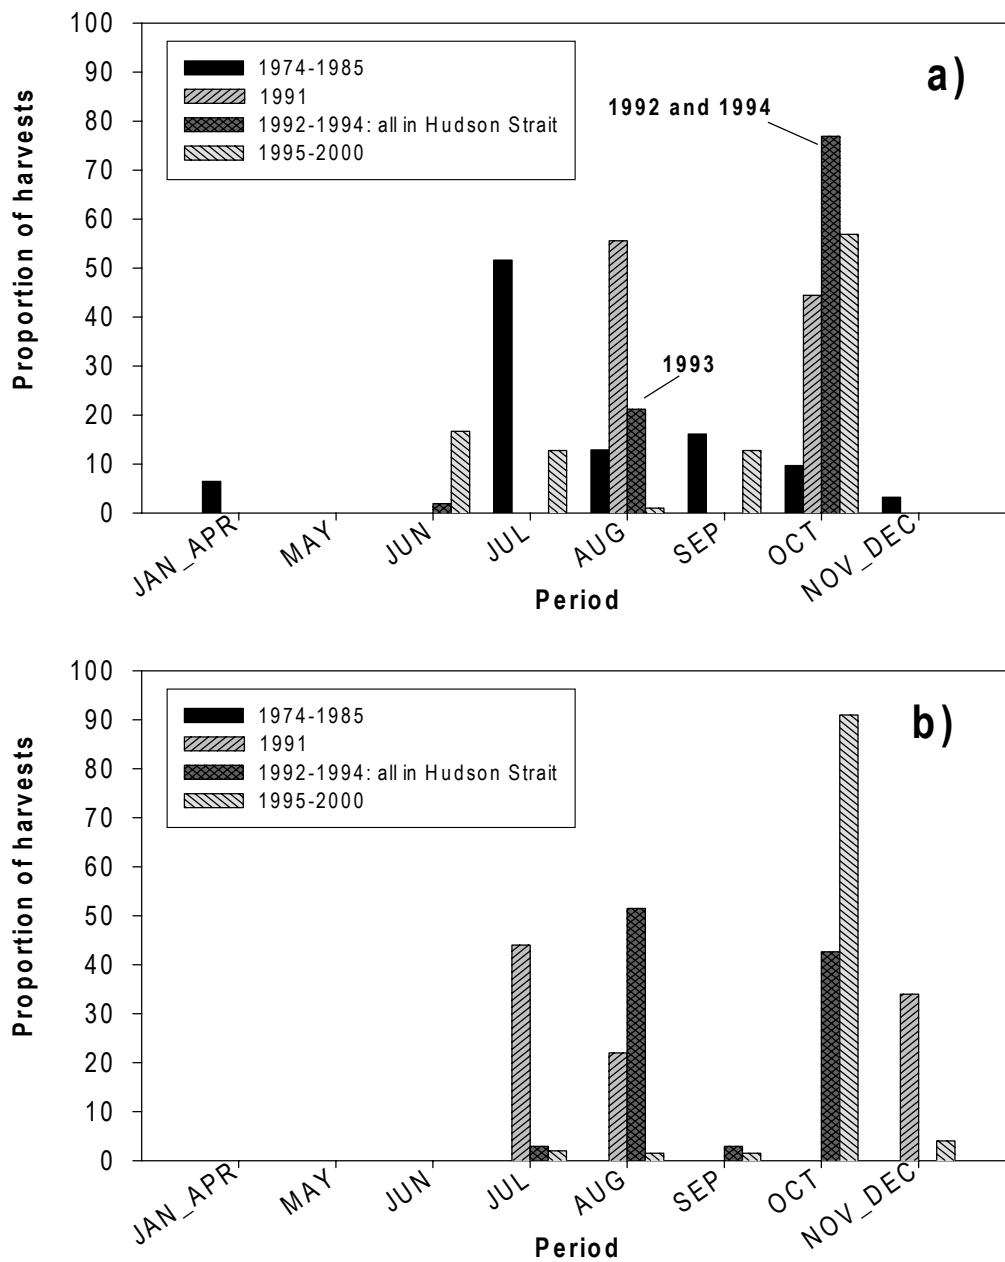 100
90
80
70
60
50
40
30
20
10
0
Proportion of harvests
1974-1985
1991
1992-1994: all in Hudson Strait
1995-2000
a)
1992 and 1994
1993
JAN_APR
MAY
JUN
JUL
AUG
SEP
OCT
NOV_DEC
Period
100
90
80
70
60
50
40
30
20
10
0
Proportion of harvests
1974-1985
1991
1992-1994: all in Hudson Strait
1995-2000
b)
JAN_APR
MAY
JUN
JUL
AUG
SEP
OCT
NOV_DEC
Period